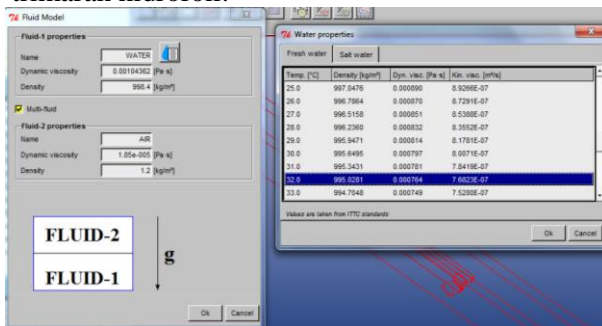 trimaran hidrofoil.
Fluid Model
Fluid-1 properties
Name WATER
Dynamic viscosity 0.00104362 [Pa·s]
Density 998.4 [kg/m³]
Multi-fluid
Fluid-2 properties
Name AIR
Dynamic viscosity 1.85e-005 [Pa·s]
Density 1.2 [kg/m³]
FLUID-2
FLUID-1
g
Ok Cancel
Water properties
Fresh water Salt water
Temp. [°C] Density [kg/m³] Dyn. visc. [Pa·s] Kin. visc. [m²/s]
25.0 997.0476 0.000890 8.9266E-07
26.0 996.7864 0.000870 8.7291E-07
27.0 996.5158 0.000851 8.5388E-07
28.0 996.2360 0.000832 8.3552E-07
29.0 995.9471 0.000814 8.1781E-07
30.0 995.6495 0.000797 8.0071E-07
31.0 995.3431 0.000781 7.8419E-07
32.0 995.0281 0.000764 7.6823E-07
33.0 994.7048 0.000749 7.5280E-07
Values are taken from ITTC standards
Ok Cancel